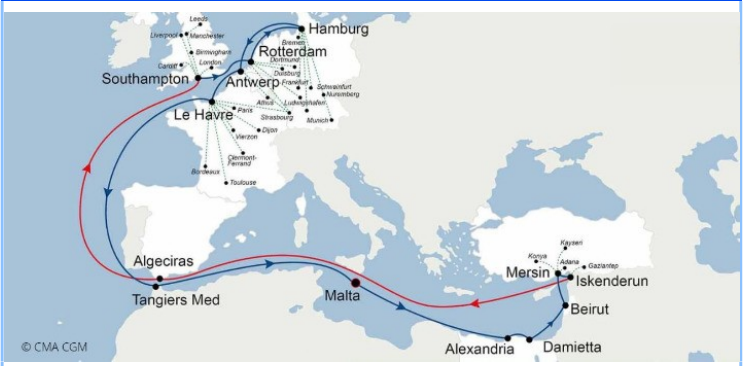 Leeds
Liverpool
Manchester
Hamburg
Bremen
Birmingham
Rotterdam
London
Cardiff
Dortmund
Southampton
Duisburg
Antwerp
Frankfurt
Schweinfurt
Nuremberg
Athus
Ludwigshafen
Le Havre
Paris
Strasbourg
Munich
Dijon
Vierzon
Clermont-
Ferrand
Bordeaux
Toulouse
Kayseri
Konya
Adana
Gaziantep
Algeciras
Mersin
Iskenderun
Tangiers Med
Malta
Beirut
© CMA CGM
Alexandria
Damietta